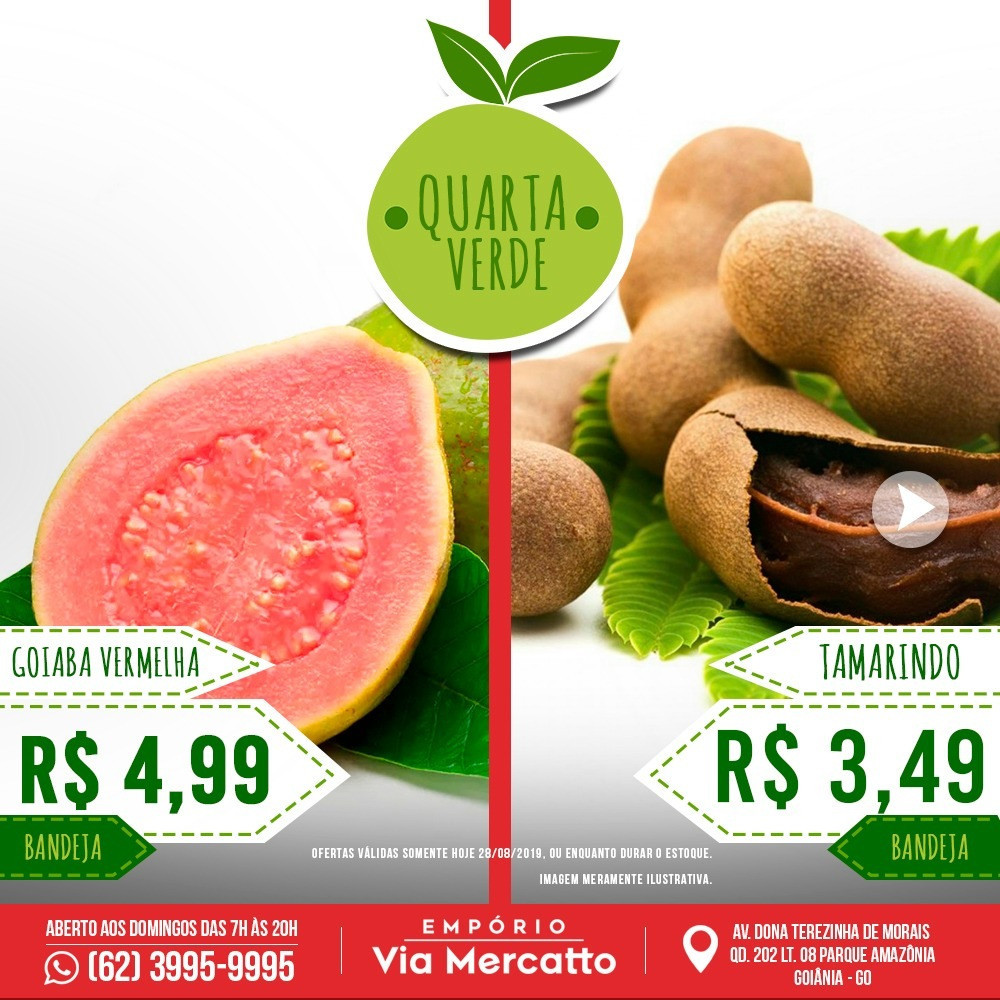 QUARTA
VERDE
GOIABA VERMELHA
R$ 4,99
BANDEJA
TAMARINDO
R$ 3,49
BANDEJA
OFERTAS VÁLIDAS SOMENTE HOJE 28/08/2019, OU ENQUANTO DURAR O ESTOQUE.
IMAGEM MERAMENTE ILUSTRATIVA.
ABERTO AOS DOMINGOS DAS 7H ÀS 20H
(62) 3995-9995
EMPÓRIO
Via Mercatto
AV. DONA TEREZINHA DE MORAIS
QD. 202 LT. 08 PARQUE AMAZÔNIA
GOIÂNIA - GO